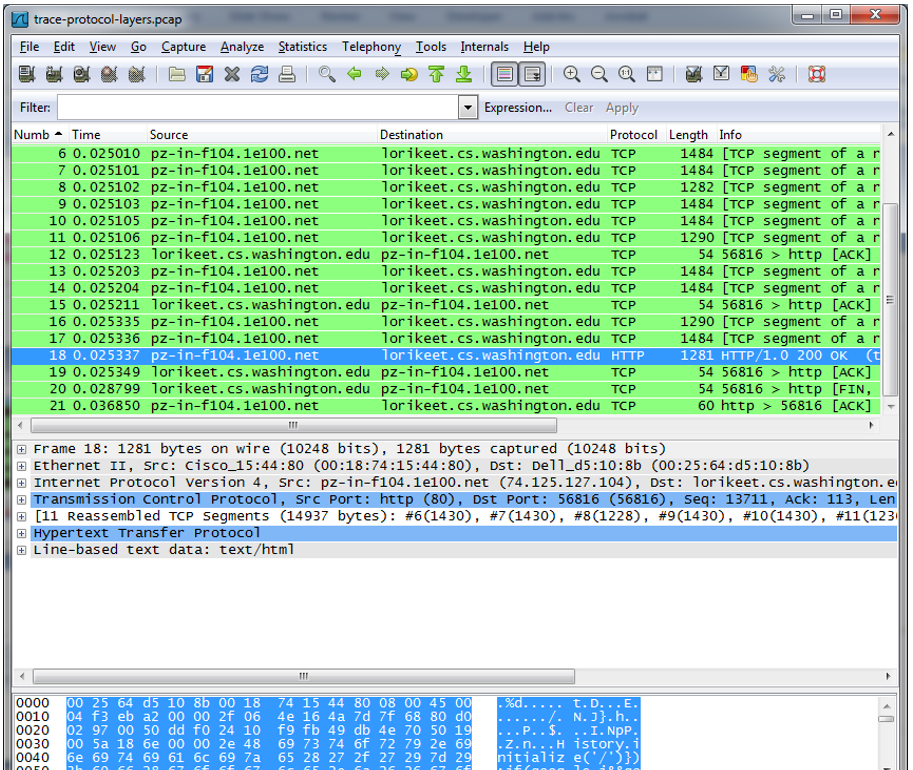 trace-protocol-layers.pcap
File Edit View Go Capture Analyze Statistics Telephony Tools Internals Help
Filter: Expression... Clear Apply
Numb Time Source Destination Protocol Length Info
6 0.025010 pz-in-f104.1e100.net lorikeet.cs.washington.edu TCP 1484 [TCP segment of a r
7 0.025101 pz-in-f104.1e100.net lorikeet.cs.washington.edu TCP 1484 [TCP segment of a r
8 0.025102 pz-in-f104.1e100.net lorikeet.cs.washington.edu TCP 1282 [TCP segment of a r
9 0.025103 pz-in-f104.1e100.net lorikeet.cs.washington.edu TCP 1484 [TCP segment of a r
10 0.025105 pz-in-f104.1e100.net lorikeet.cs.washington.edu TCP 1484 [TCP segment of a r
11 0.025106 pz-in-f104.1e100.net lorikeet.cs.washington.edu TCP 1290 [TCP segment of a r
12 0.025123 lorikeet.cs.washington.edu pz-in-f104.1e100.net TCP 54 56816 > http [ACK]
13 0.025203 pz-in-f104.1e100.net lorikeet.cs.washington.edu TCP 1484 [TCP segment of a r
14 0.025204 pz-in-f104.1e100.net lorikeet.cs.washington.edu TCP 1484 [TCP segment of a r
15 0.025211 lorikeet.cs.washington.edu pz-in-f104.1e100.net TCP 54 56816 > http [ACK]
16 0.025335 pz-in-f104.1e100.net lorikeet.cs.washington.edu TCP 1290 [TCP segment of a r
17 0.025336 pz-in-f104.1e100.net lorikeet.cs.washington.edu TCP 1484 [TCP segment of a r
18 0.025337 pz-in-f104.1e100.net lorikeet.cs.washington.edu HTTP 1281 HTTP/1.0 200 OK (t
19 0.025349 lorikeet.cs.washington.edu pz-in-f104.1e100.net TCP 54 56816 > http [ACK]
20 0.028799 lorikeet.cs.washington.edu pz-in-f104.1e100.net TCP 54 56816 > http [FIN,
21 0.036850 pz-in-f104.1e100.net lorikeet.cs.washington.edu TCP 60 http > 56816 [ACK]
Frame 18: 1281 bytes on wire (10248 bits), 1281 bytes captured (10248 bits)
Ethernet II, Src: Cisco_15:44:80 (00:18:74:15:44:80), Dst: Dell_d5:10:8b (00:25:64:d5:10:8b)
Internet Protocol Version 4, Src: pz-in-f104.1e100.net (74.125.127.104), Dst: lorikeet.cs.washington.e
Transmission Control Protocol, Src Port: http (80), Dst Port: 56816 (56816), Seq: 13711, Ack: 113, Len
[11 Reassembled TCP Segments (14937 bytes): #6(1430), #7(1430), #8(1228), #9(1430), #10(1430), #11(123
Hypertext Transfer Protocol
Line-based text data: text/html
0000 00 25 64 d5 10 8b 00 18 74 15 44 80 08 00 45 00 .%d..... t.D...E.
0010 04 f3 eb a2 00 00 2f 06 4e 16 4a 7d 7f 68 80 d0 ....../. N.J}.h..
0020 02 97 00 50 dd f0 24 10 f9 fb 49 db 4e 70 50 19 ...P..$. ..I.NpP.
0030 00 5a 18 6e 00 00 2e 48 69 73 74 6f 72 79 2e 69 .Z.n...H istory.i
0040 6e 69 74 69 61 6c 69 7a 65 28 27 2f 27 29 7d 29 nitializ e('/')})